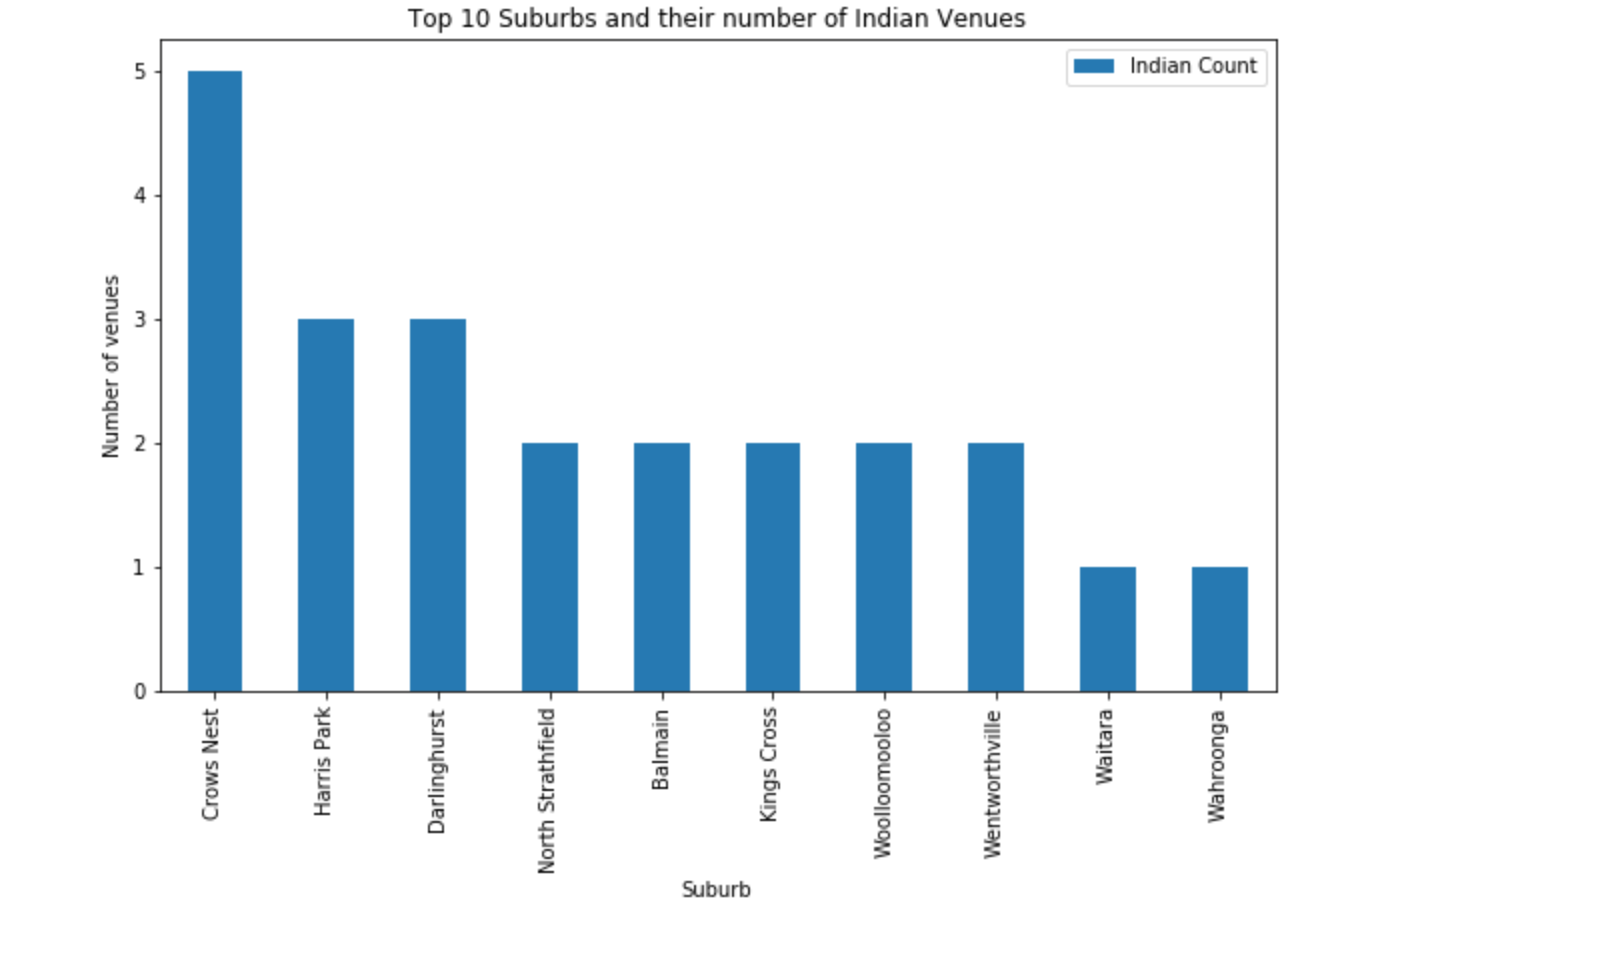 Top 10 Suburbs and their number of Indian Venues
Indian Count
Number of venues
5
4
3
2
1
0
Crows Nest
Harris Park
Darlinghurst
North Strathfield
Balmain
Kings Cross
Woolloomooloo
Wentworthville
Waitara
Wahroonga
Suburb